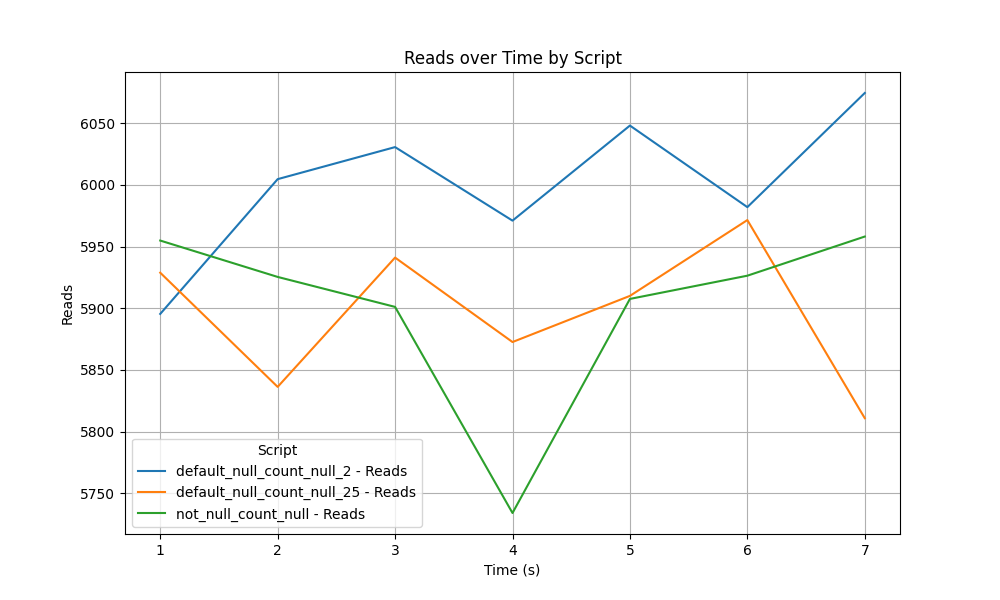 Reads over Time by Script
Reads
6050
6000
5950
5900
5850
5800
5750
Script
default_null_count_null_2 - Reads
default_null_count_null_25 - Reads
not_null_count_null - Reads
1 2 3 4 5 6 7
Time (s)